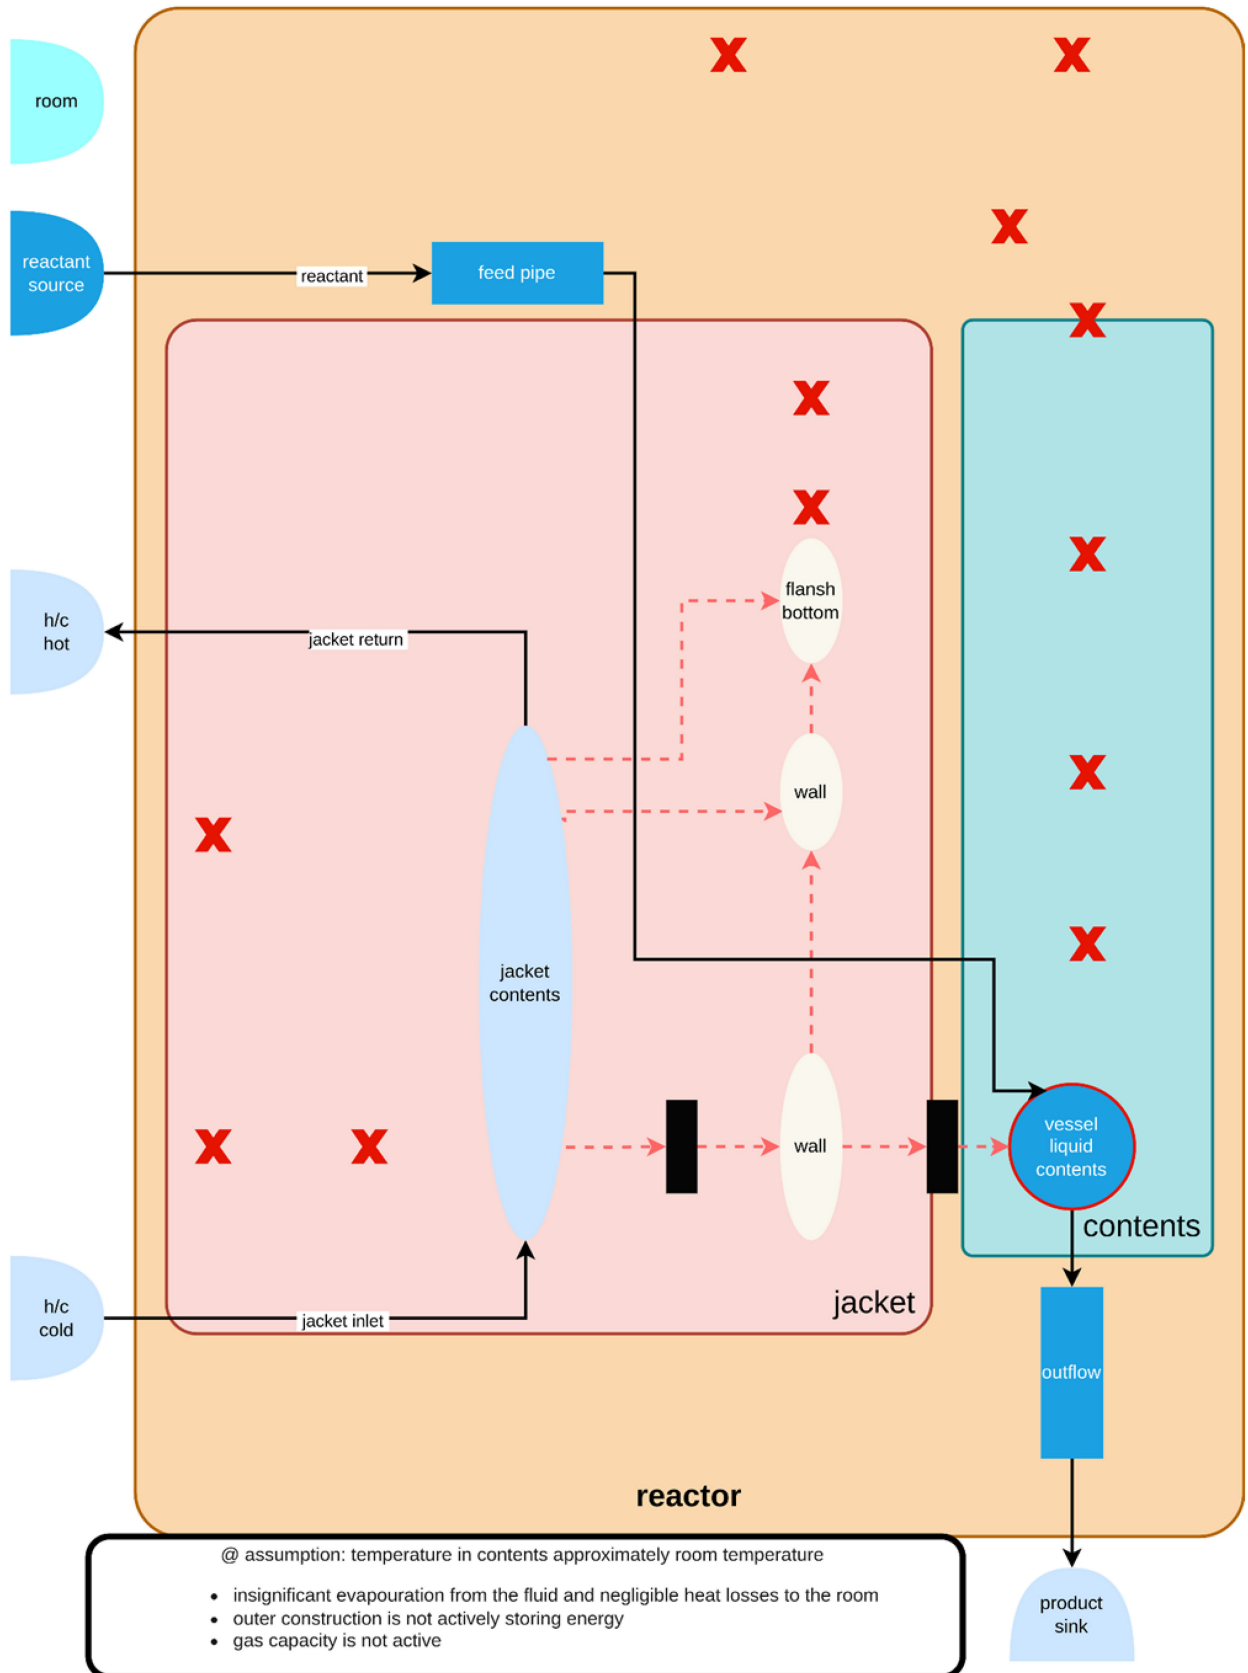 room
reactant
source
reactant
feed pipe
flansh
bottom
h/c
hot
jacket return
wall
jacket
contents
wall
vessel
liquid
contents
contents
h/c
cold
jacket inlet
jacket
outflow
reactor
@ assumption: temperature in contents approximately room temperature
• insignificant evapouration from the fluid and negligible heat losses to the room
• outer construction is not actively storing energy
• gas capacity is not active
product
sink